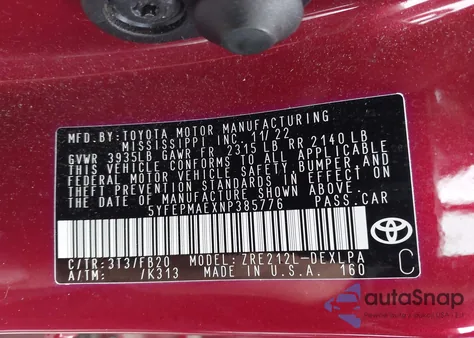 MFD.BY:TOYOTA MOTOR MANUFACTURING
MISSISSIPPI INC. 11/22
GVWR 3935LB GAWR FR 2315 LB RR 2140 LB
THIS VEHICLE CONFORMS TO ALL APPLICABLE
FEDERAL MOTOR VEHICLE SAFETY, BUMPER AND
THEFT PREVENTION STANDARDS IN EFFECT ON
THE DATE OF MANUFACTURE SHOWN ABOVE.
5YFEPMAEXNP385776 PASS.CAR
C/TR:3T3/FB20 MODEL:ZRE212L-DEXLPA
A/TM: /K313 MADE IN U.S.A. 160
C
autoSnap